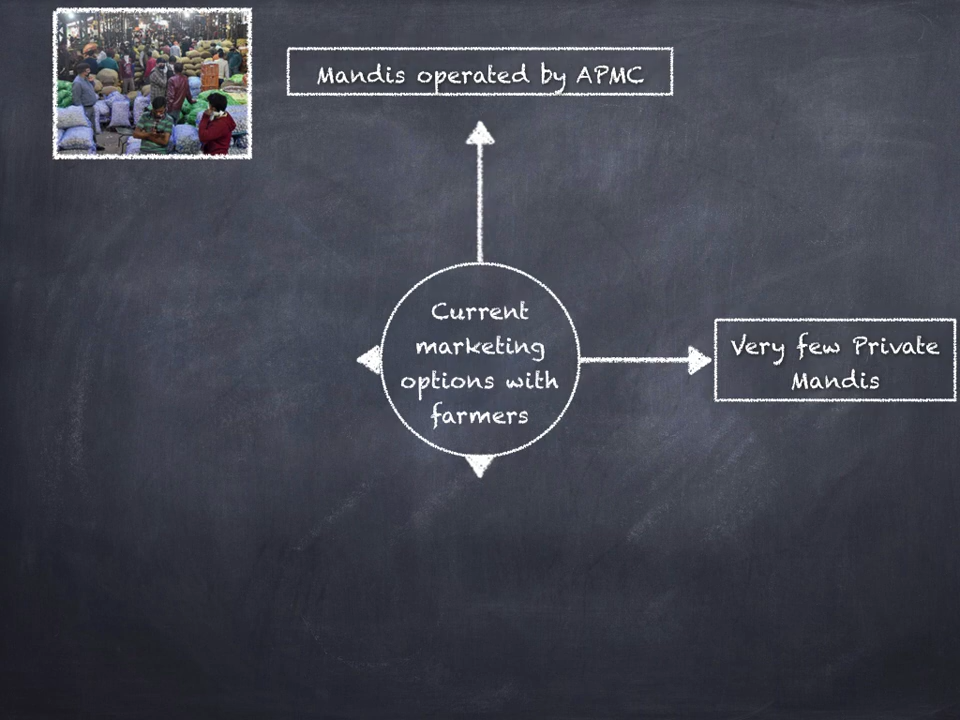 Mandis operated by APMC
Current
marketing
options with
farmers
Very few Private
Mandis